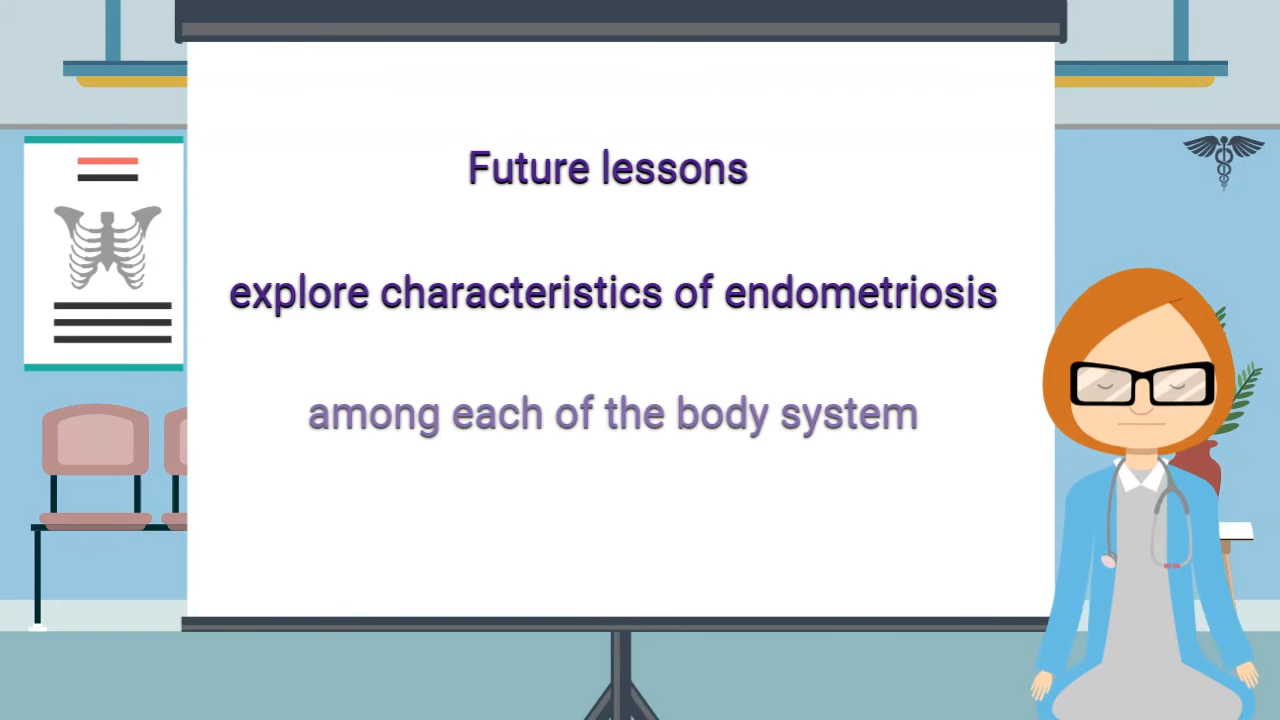 Future lessons
explore characteristics of endometriosis
among each of the body system